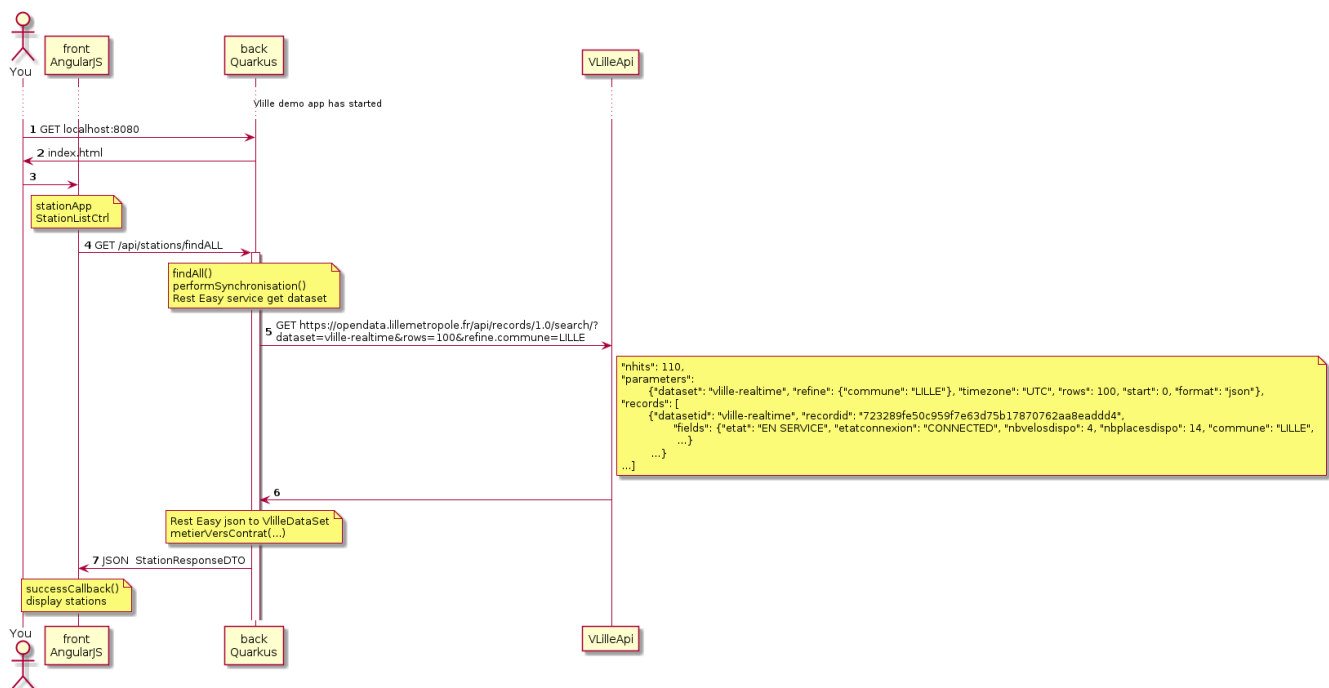 You
front
AngularJS
back
Quarkus
VLilleApi
Vlille demo app has started
1 GET localhost:8080
2 index.html
3
stationApp
StationListCtrl
4 GET /api/stations/findALL
findAll()
performSynchronisation()
Rest Easy service get dataset
5 GET https://opendata.lillemetropole.fr/api/records/1.0/search/?
dataset=vlille-realtime&rows=100&refine.commune=LILLE
"nhits": 110,
"parameters":
{"dataset": "vlille-realtime", "refine": {"commune": "LILLE"}, "timezone": "UTC", "rows": 100, "start": 0, "format": "json"},
"records": [
{"datasetid": "vlille-realtime", "recordid": "723289fe50c959f7e63d75b17870762aa8eaddd4",
"fields": {"etat": "EN SERVICE", "etatconnexion": "CONNECTED", "nbvelosdispo": 4, "nbplacesdispo": 14, "commune": "LILLE",
...}
...}
...]
6
Rest Easy json to VlilleDataSet
metierVersContrat(...)
7 JSON  StationResponseDTO
successCallback()
display stations
You
front
AngularJS
back
Quarkus
VLilleApi